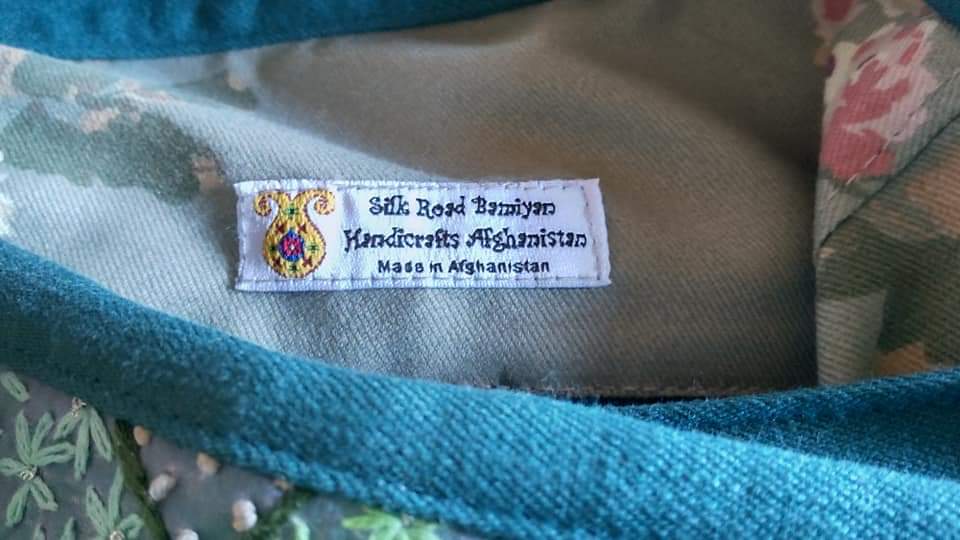 Silk Road Bamiyan
Handicrafts Afghanistan
Made in Afghanistan